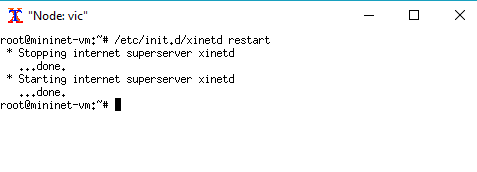 "Node: vic"
root@mininet-vm:~# /etc/init.d/xinetd restart
 * Stopping internet superserver xinetd
   ...done.
 * Starting internet superserver xinetd
   ...done.
root@mininet-vm:~#